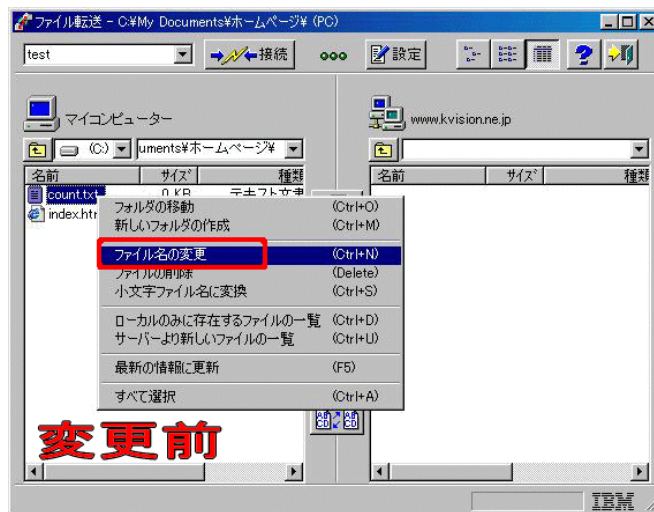 ファイル転送 - C:¥My Documents¥ホームページ¥ (PC)
test
接続
設定
マイコンピューター
www.kvision.ne.jp
(C:)
uments¥ホームページ¥
名前 サイズ 種類
名前 サイズ 種類
count.txt 0 KB テキスト文書
index.htm
フォルダの移動 (Ctrl+O)
新しいフォルダの作成 (Ctrl+M)
ファイル名の変更 (Ctrl+N)
ファイルの削除 (Delete)
小文字ファイル名に変換 (Ctrl+S)
ローカルのみに存在するファイルの一覧 (Ctrl+D)
サーバーより新しいファイルの一覧 (Ctrl+U)
最新の情報に更新 (F5)
すべて選択 (Ctrl+A)
変更前
IBM